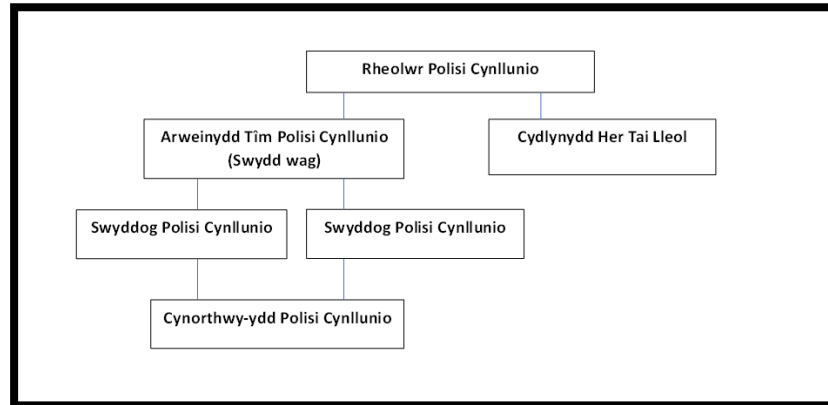 Rheolwr Polisi Cynllunio
Arweinydd Tîm Polisi Cynllunio
(Swydd wag)
Cydlynydd Her Tai Lleol
Swyddog Polisi Cynllunio
Swyddog Polisi Cynllunio
Cynorthwy-ydd Polisi Cynllunio